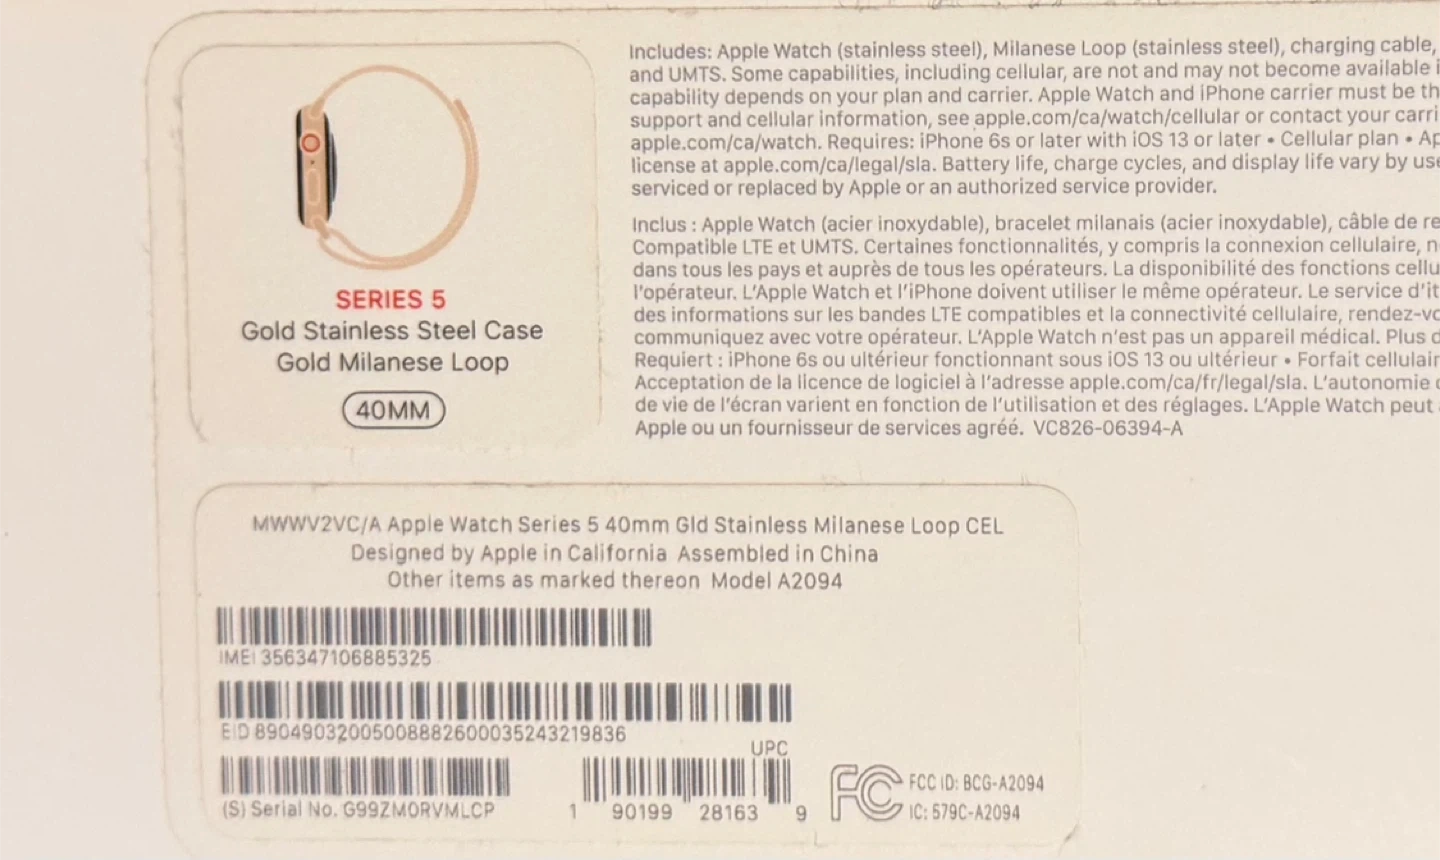 SERIES 5
Gold Stainless Steel Case
Gold Milanese Loop
40MM
Includes: Apple Watch (stainless steel), Milanese Loop (stainless steel), charging cable,
and UMTS. Some capabilities, including cellular, are not and may not become available
capability depends on your plan and carrier. Apple Watch and iPhone carrier must be
support and cellular information, see apple.com/ca/watch/cellular or contact your
apple.com/ca/watch. Requires: iPhone 6s or later with iOS 13 or later • Cellular plan •
license at apple.com/ca/legal/sla. Battery life, charge cycles, and display life vary by
serviced or replaced by Apple or an authorized service provider.
Inclus : Apple Watch (acier inoxydable), bracelet milanais (acier inoxydable), câble de
Compatible LTE et UMTS. Certaines fonctionnalités, y compris la connexion cellulaire,
dans tous les pays et auprès de tous les opérateurs. La disponibilité des fonctions
l'opérateur. L'Apple Watch et l'iPhone doivent utiliser le même opérateur. Le service
des informations sur les bandes LTE compatibles et la connectivité cellulaire,
communiquez avec votre opérateur. L'Apple Watch n'est pas un appareil médical. Plus
Requiert : iPhone 6s ou ultérieur fonctionnant sous iOS 13 ou ultérieur • Forfait
Acceptation de la licence de logiciel à l'adresse apple.com/ca/fr/legal/sla. L'autonomie
de vie de l'écran varient en fonction de l'utilisation et des réglages. L'Apple Watch peut
Apple ou un fournisseur de services agréé. VC826-06394-A
MWWV2VC/A Apple Watch Series 5 40mm Gld Stainless Milanese Loop CEL
Designed by Apple in California Assembled in China
Other items as marked thereon Model A2094
IMEI 356347106885325
EID 89049032005008882600035243219836
UPC
(S) Serial No. G99ZM0RVMLCP
1 90199 28163 9
FC
FCC ID: BCG-A2094
IC: 579C-A2094